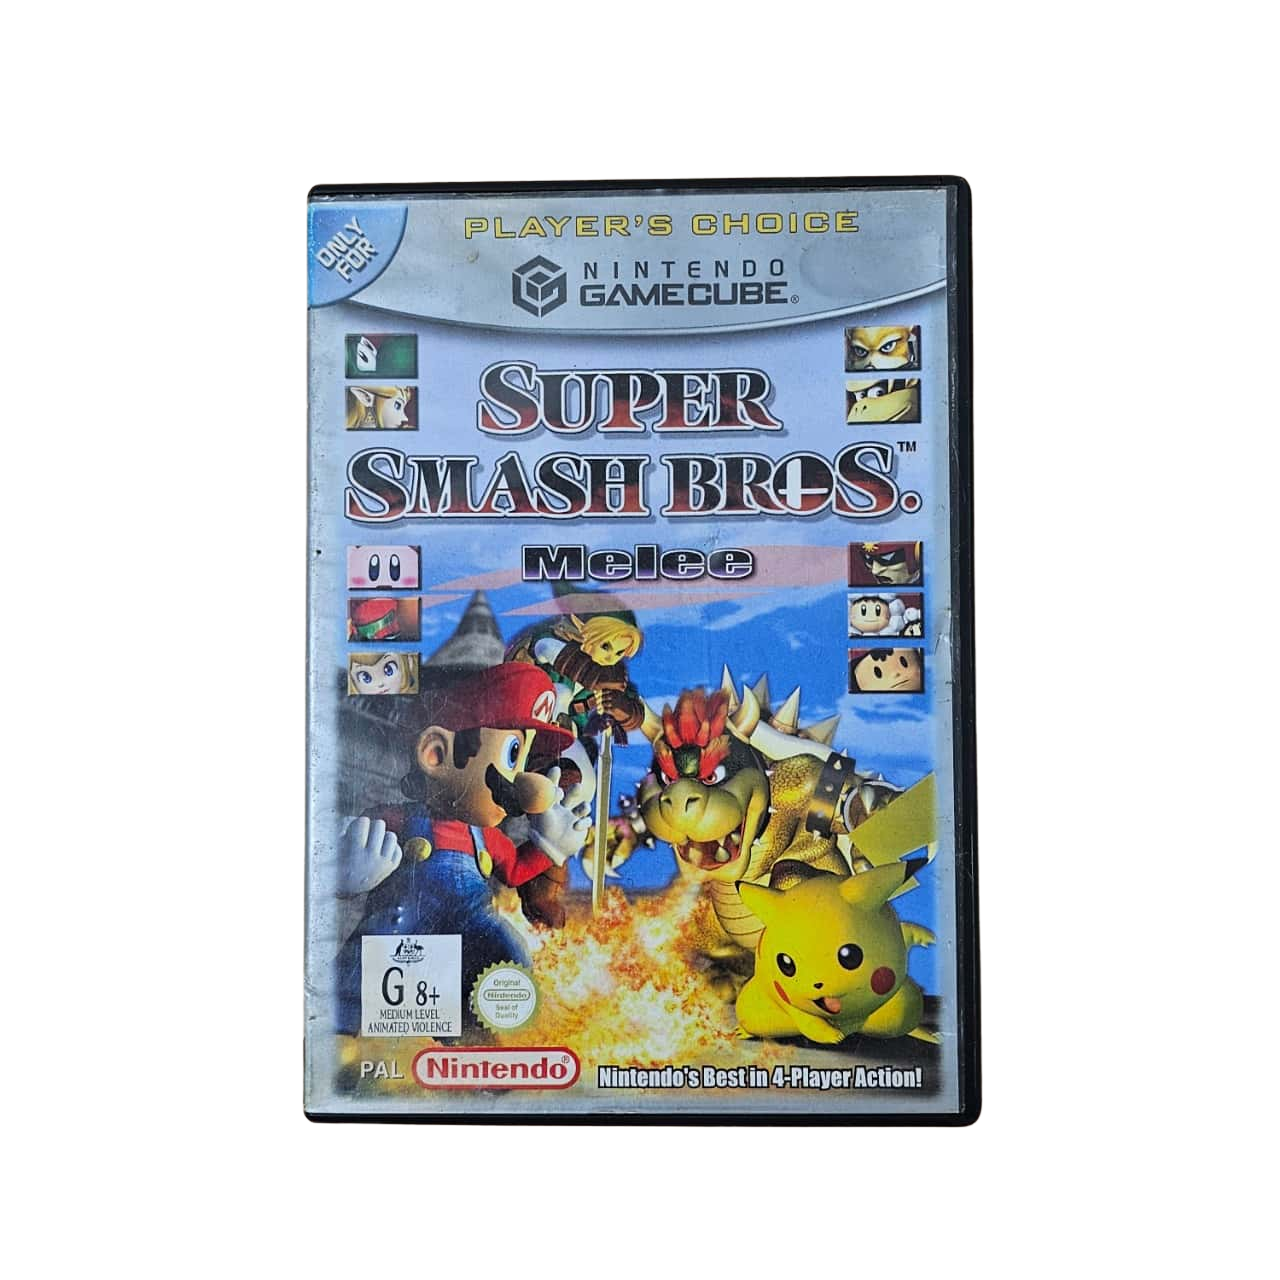 ONLY
FOR
PLAYER'S CHOICE
NINTENDO
GAMECUBE®
SUPER
SMASH BROS.™
Melee
M
G 8+
MEDIUM LEVEL
ANIMATED VIOLENCE
Original
Nintendo
Seal of
Quality
PAL Nintendo®
Nintendo's Best in 4-Player Action!